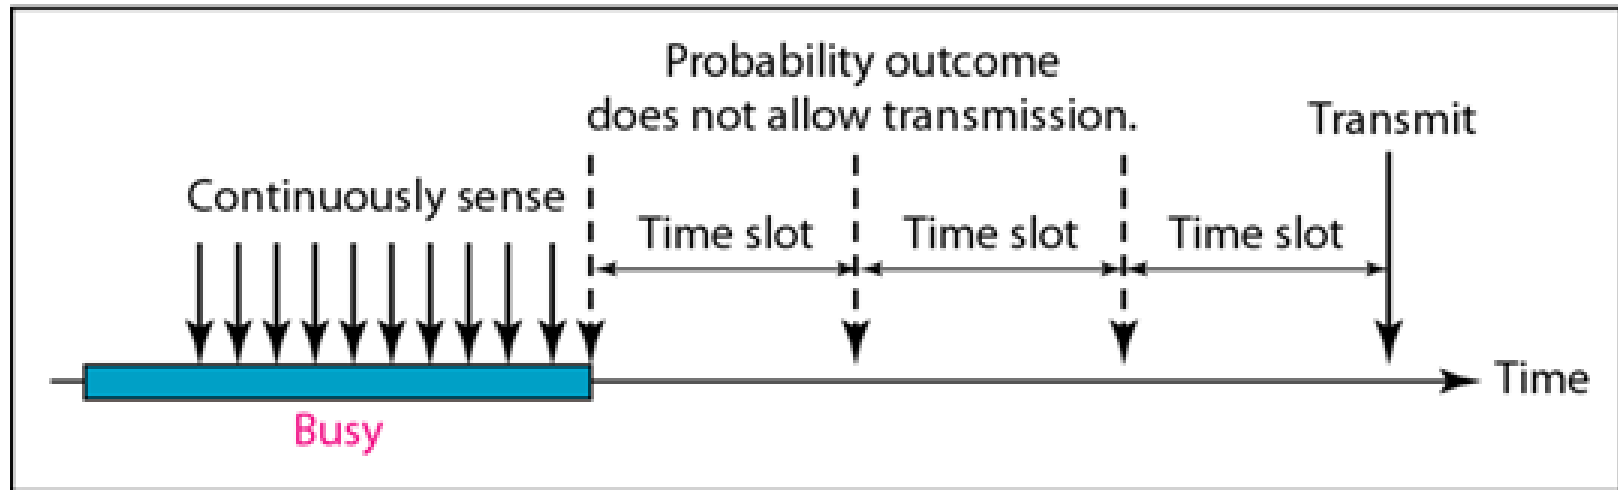 Probability outcome
does not allow transmission.
Transmit
Continuously sense
Time slot
Time slot
Time slot
Time
Busy